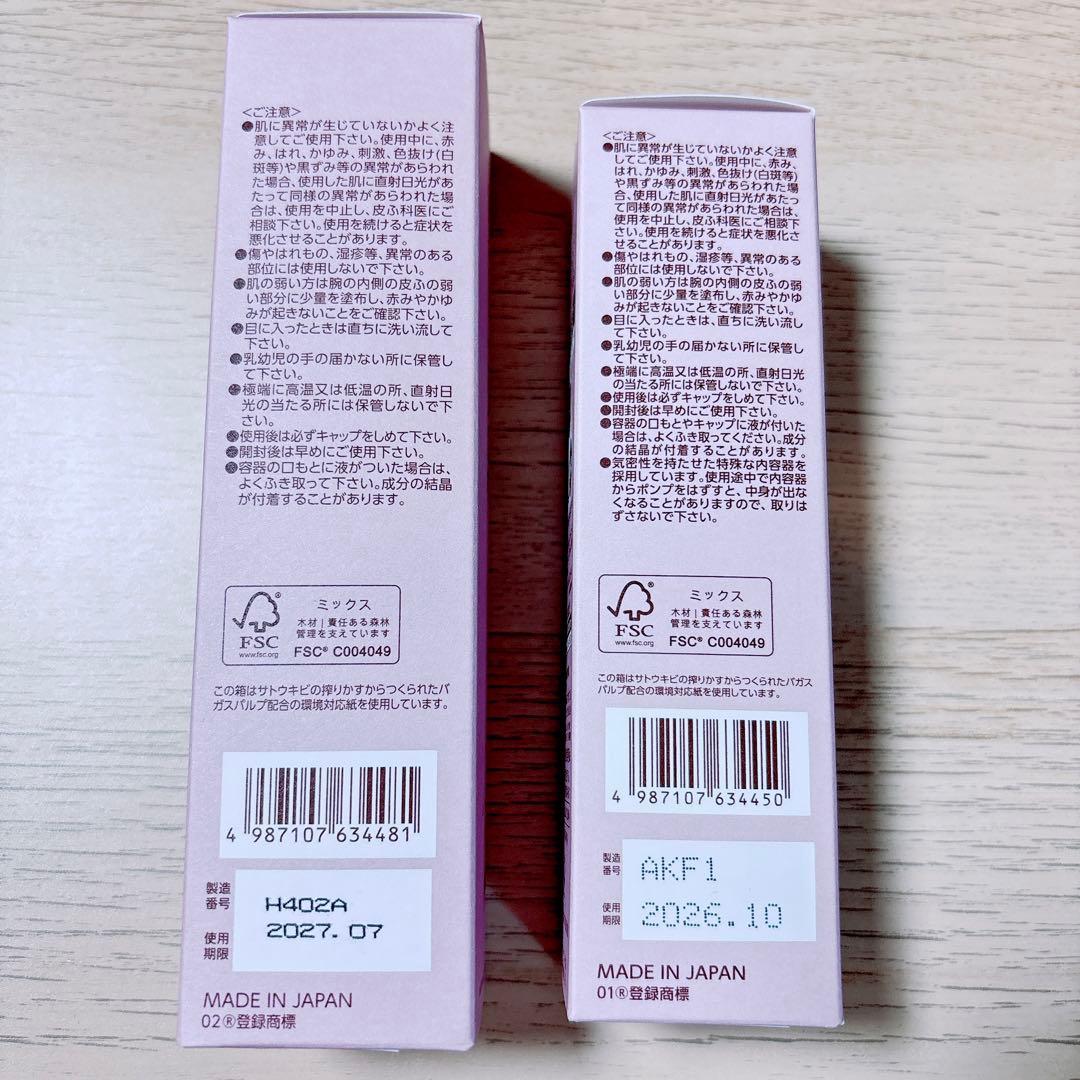 <ご注意>
●肌に異常が生じていないかよく注
意してご使用下さい。使用中に、赤
み、はれ、かゆみ、刺激、色抜け(白
斑等)や黒ずみ等の異常があらわれ
た場合、使用した肌に直射日光があ
たって同様の異常があらわれた場
合は、使用を中止し、皮ふ科医にご
相談下さい。使用を続けると症状を
悪化させることがあります。
●傷やはれもの、湿疹等、異常のある
部位には使用しないで下さい。
●肌の弱い方は腕の内側の皮ふの弱
い部分に少量を塗布し、赤みやかゆ
みが起きないことをご確認下さい。
●目に入ったときは直ちに洗い流し
て下さい。
●乳幼児の手の届かない所に保管し
て下さい。
●極端に高温又は低温の所、直射日
光の当たる所には保管しないで下
さい。
●使用後は必ずキャップをしめて下さい。
●開封後は早めにご使用下さい。
●容器の口もとに液がついた場合は、
よくふき取って下さい。成分の結晶
が付着することがあります。
FSC
www.fsc.org
ミックス
木材|責任ある森林
管理を支えています
FSC® C004049
この箱はサトウキビの搾りかすからつくられたバ
ガスパルプ配合の環境対応紙を使用しています。
4 987107 634481
製造
番号
H402A
使用
期限
2027.07
MADE IN JAPAN
02®登録商標
<ご注意>
●肌に異常が生じていないかよく注意
してご使用下さい。使用中に、赤み、
はれ、かゆみ、刺激、色抜け(白斑等)
や黒ずみ等の異常があらわれた場
合、使用した肌に直射日光があたっ
て同様の異常があらわれた場合は、
使用を中止し、皮ふ科医にご相談下
さい。使用を続けると症状を悪化さ
せることがあります。
●傷やはれもの、湿疹等、異常のある
部位には使用しないで下さい。
●肌の弱い方は腕の内側の皮ふの弱
い部分に少量を塗布し、赤みやかゆ
みが起きないことをご確認下さい。
●目に入ったときは、直ちに洗い流し
て下さい。
●乳幼児の手の届かない所に保管し
て下さい。
●極端に高温又は低温の所、直射日光
の当たる所には保管しないで下さい。
●使用後は必ずキャップをしめて下さい。
●開封後は早めにご使用下さい。
●容器の口もとやキャップに液が付いた
場合は、よくふき取ってください。成分
の結晶が付着することがあります。
●気密性を持たせた特殊な内容器を
採用しています。使用途中で内容器
からポンプをはずすと、中身が出な
くなることがありますので、取りは
ずさないで下さい。
FSC
www.fsc.org
ミックス
木材|責任ある森林
管理を支えています
FSC® C004049
この箱はサトウキビの搾りかすからつくられたバガス
パルプ配合の環境対応紙を使用しています。
4 987107 634450
製造
番号
AKF1
使用
期限
2026.10
MADE IN JAPAN
01®登録商標